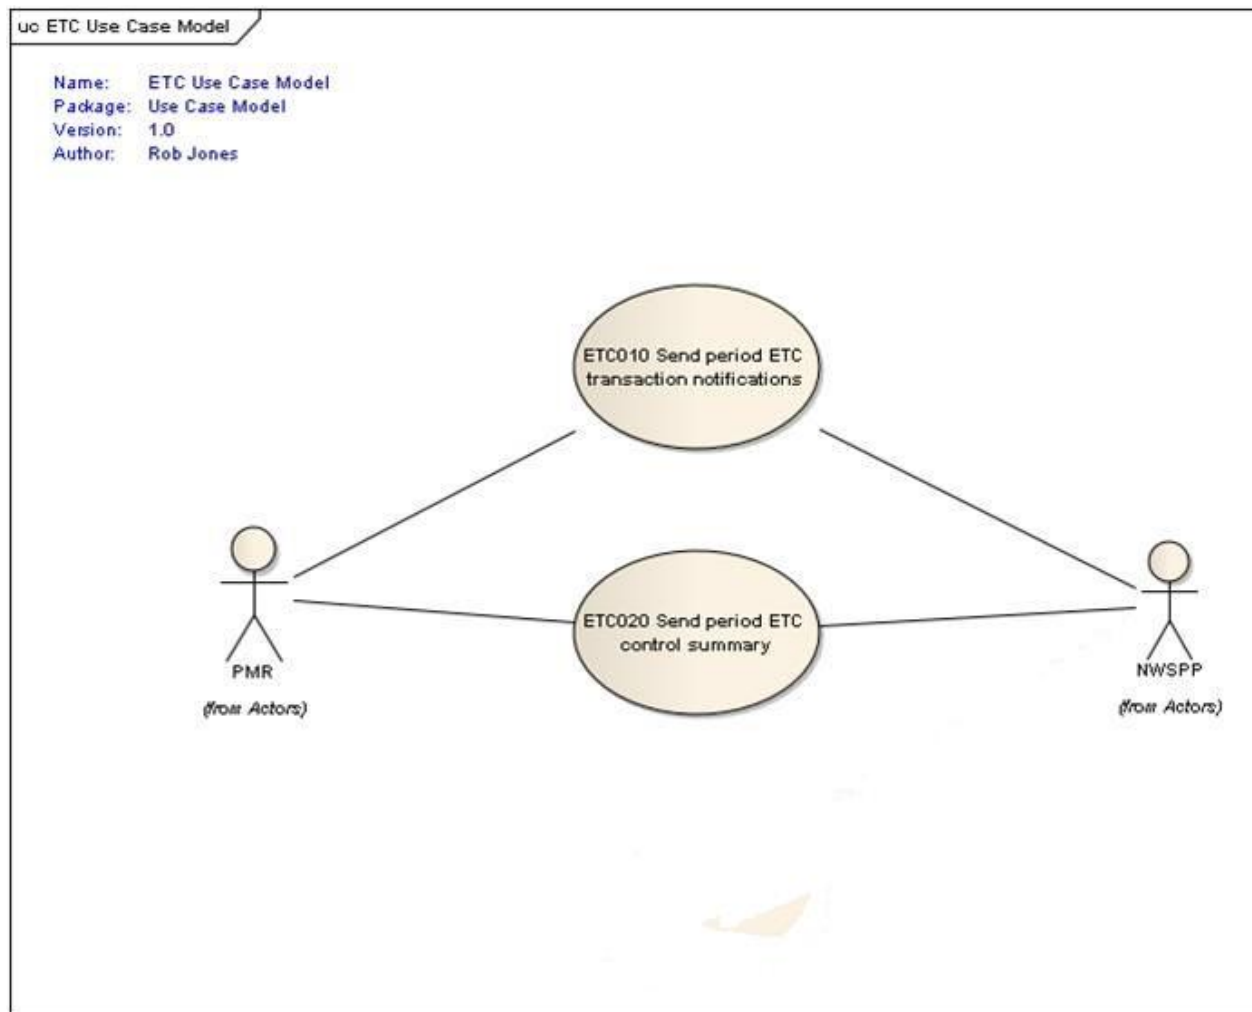 uc ETC Use Case Model
Name: ETC Use Case Model
Package: Use Case Model
Version: 1.0
Author: Rob Jones
ETC010 Send period ETC
transaction notifications
ETC020 Send period ETC
control summary
PMR
(from Actors)
NWSPP
(from Actors)